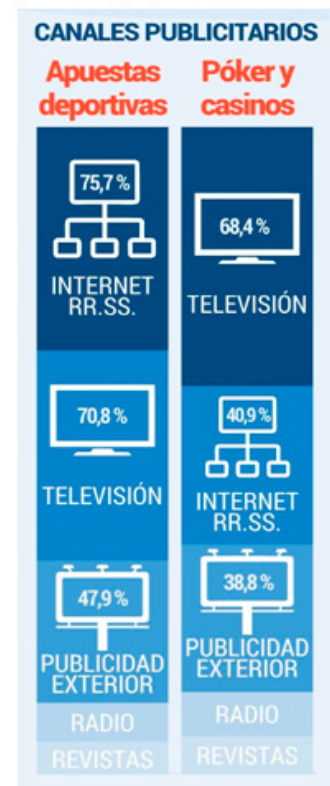 CANALES PUBLICITARIOS
Apuestas
deportivas
75,7 %
INTERNET
RR.SS.
70,8 %
TELEVISIÓN
47,9 %
PUBLICIDAD
EXTERIOR
RADIO
REVISTAS
Póker y
casinos
68,4 %
TELEVISIÓN
40,9 %
INTERNET
RR.SS.
38,8 %
PUBLICIDAD
EXTERIOR
RADIO
REVISTAS